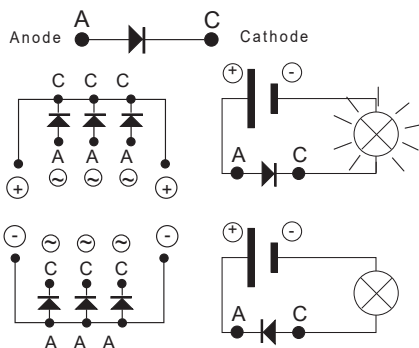 Anode A C Cathode
C C C
A A A
~ ~ ~
+ +
+ -
A C
- ~ ~ ~ -
C C C
A A A
+ -
A C